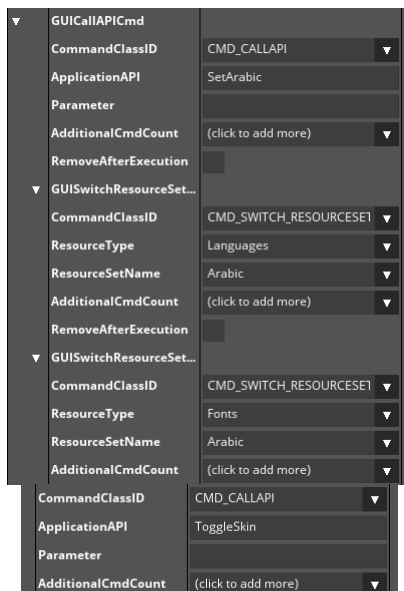 GUICallAPICmd
CommandClassID CMD_CALLAPI
ApplicationAPI SetArabic
Parameter
AdditionalCmdCount (click to add more)
RemoveAfterExecution
GUISwitchResourceSet...
CommandClassID CMD_SWITCH_RESOURCESET
ResourceType Languages
ResourceSetName Arabic
AdditionalCmdCount (click to add more)
RemoveAfterExecution
GUISwitchResourceSet...
CommandClassID CMD_SWITCH_RESOURCESET
ResourceType Fonts
ResourceSetName Arabic
AdditionalCmdCount (click to add more)
CommandClassID CMD_CALLAPI
ApplicationAPI ToggleSkin
Parameter
AdditionalCmdCount (click to add more)